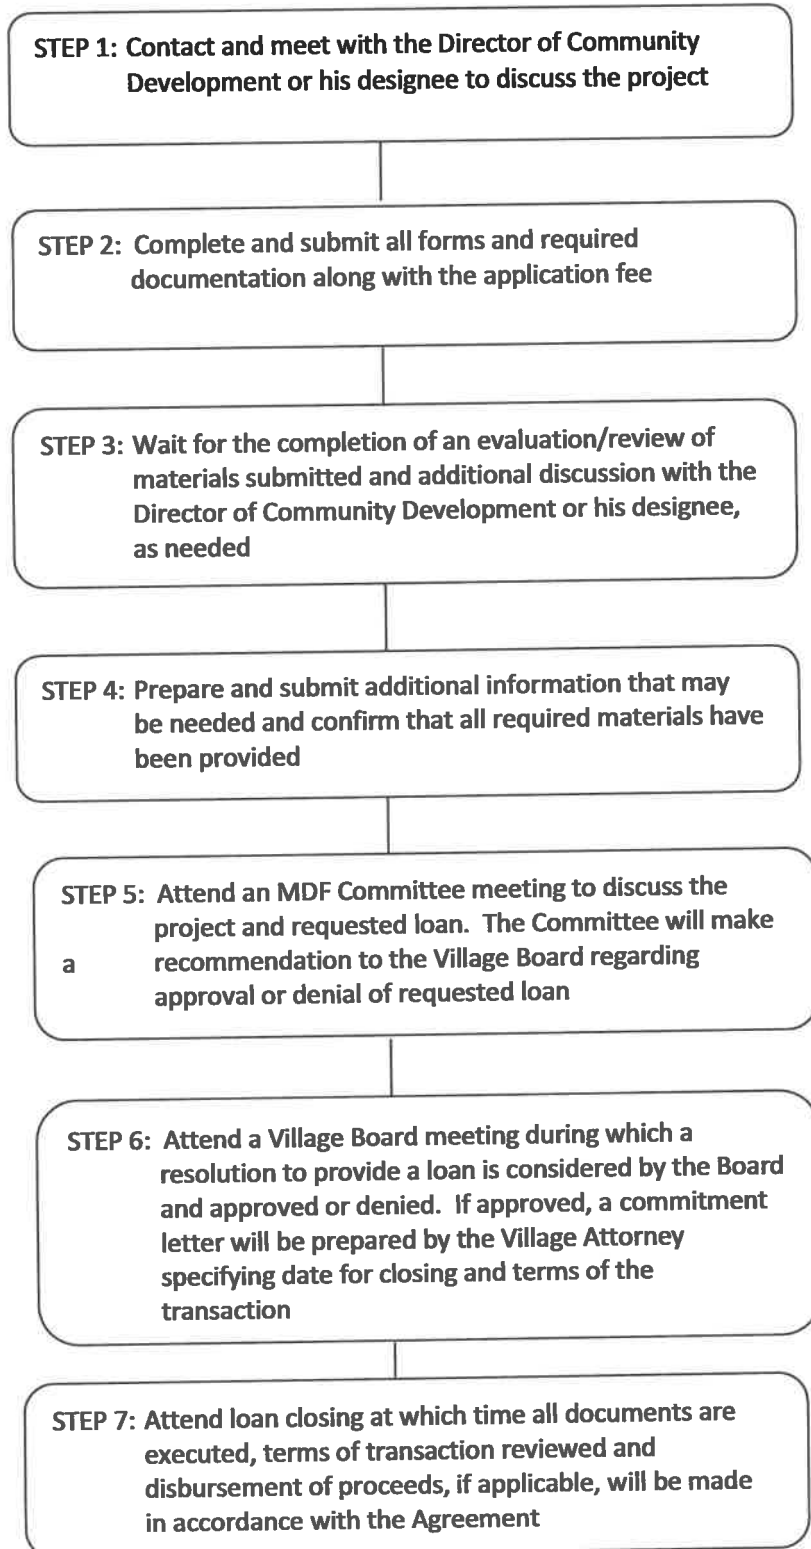 STEP 1: Contact and meet with the Director of Community
Development or his designee to discuss the project
STEP 2: Complete and submit all forms and required
documentation along with the application fee
STEP 3: Wait for the completion of an evaluation/review of
materials submitted and additional discussion with the
Director of Community Development or his designee,
as needed
STEP 4: Prepare and submit additional information that may
be needed and confirm that all required materials have
been provided
STEP 5: Attend an MDF Committee meeting to discuss the
project and requested loan. The Committee will make
a recommendation to the Village Board regarding
approval or denial of requested loan
STEP 6: Attend a Village Board meeting during which a
resolution to provide a loan is considered by the Board
and approved or denied. If approved, a commitment
letter will be prepared by the Village Attorney
specifying date for closing and terms of the
transaction
STEP 7: Attend loan closing at which time all documents are
executed, terms of transaction reviewed and
disbursement of proceeds, if applicable, will be made
in accordance with the Agreement